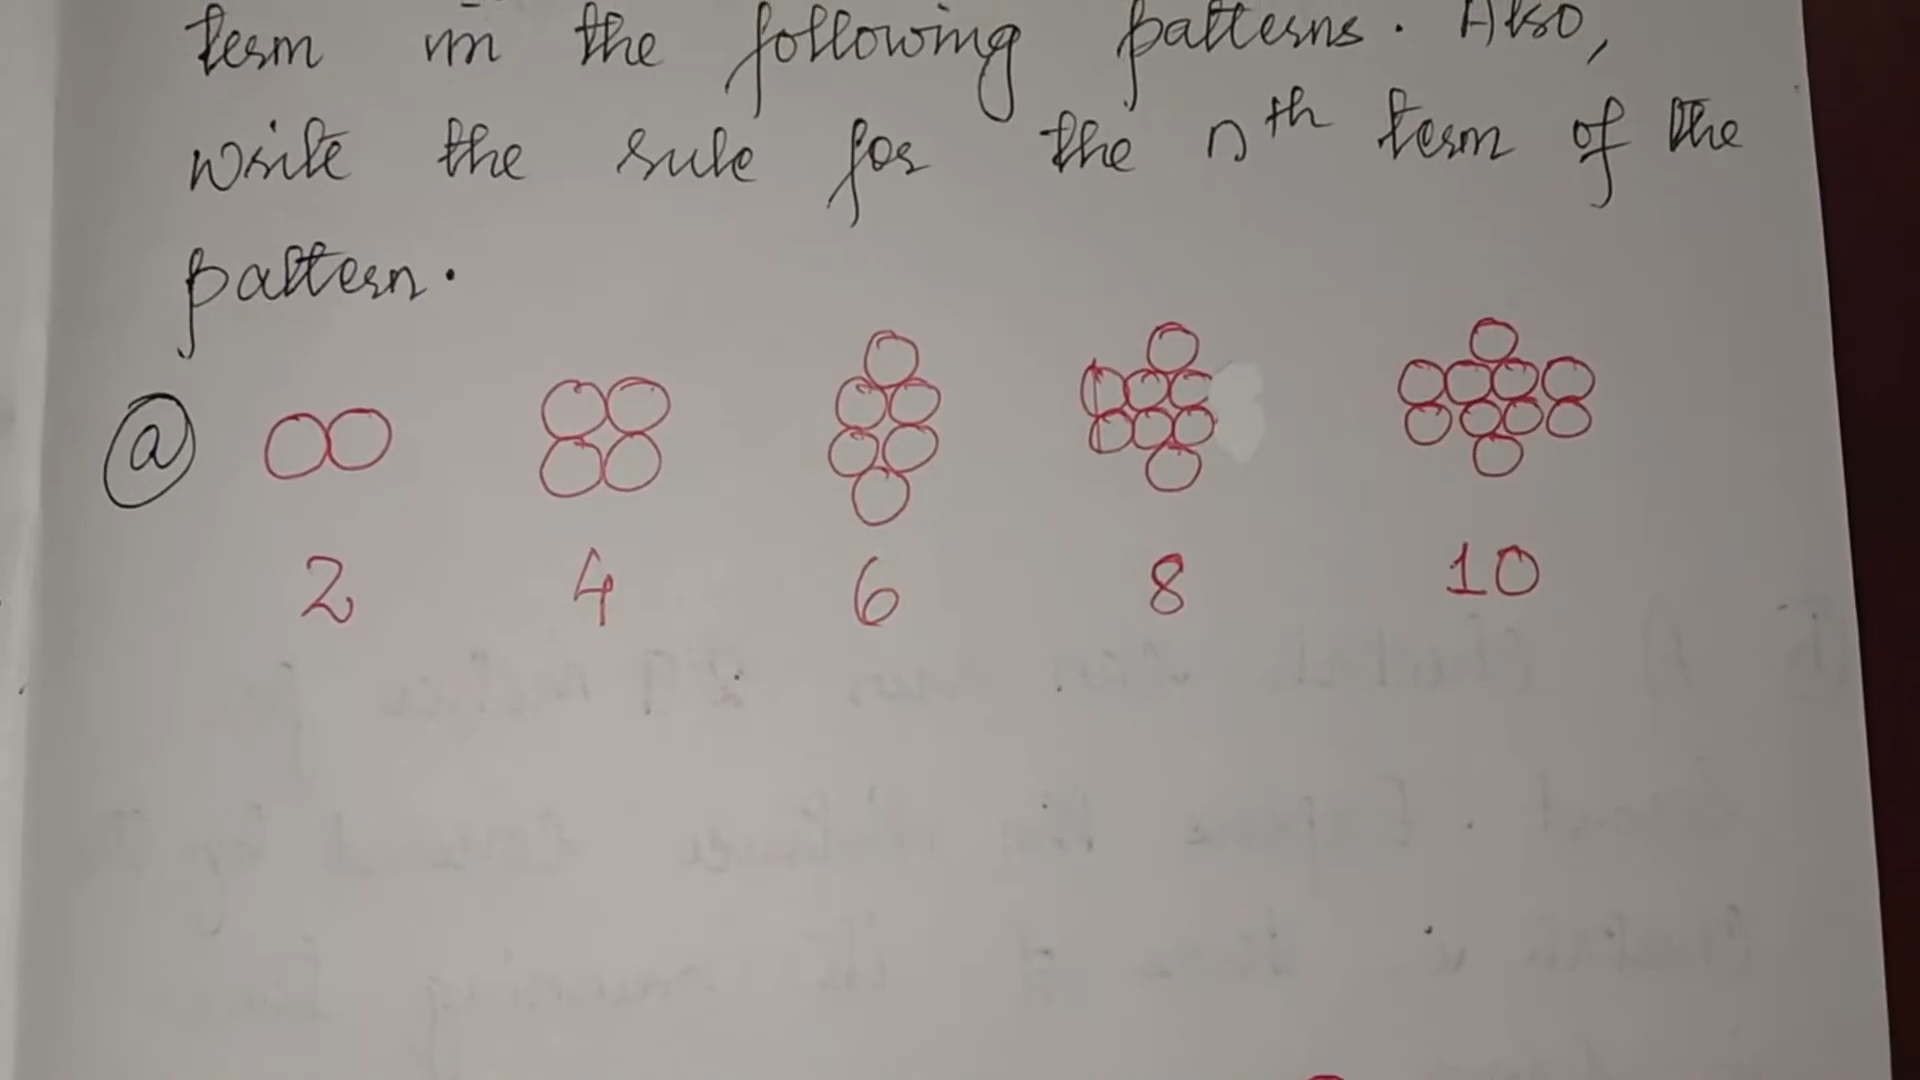 term in the following patterns. Also,
write the rule for the nth term of the
pattern.
a
2 4 6 8 10